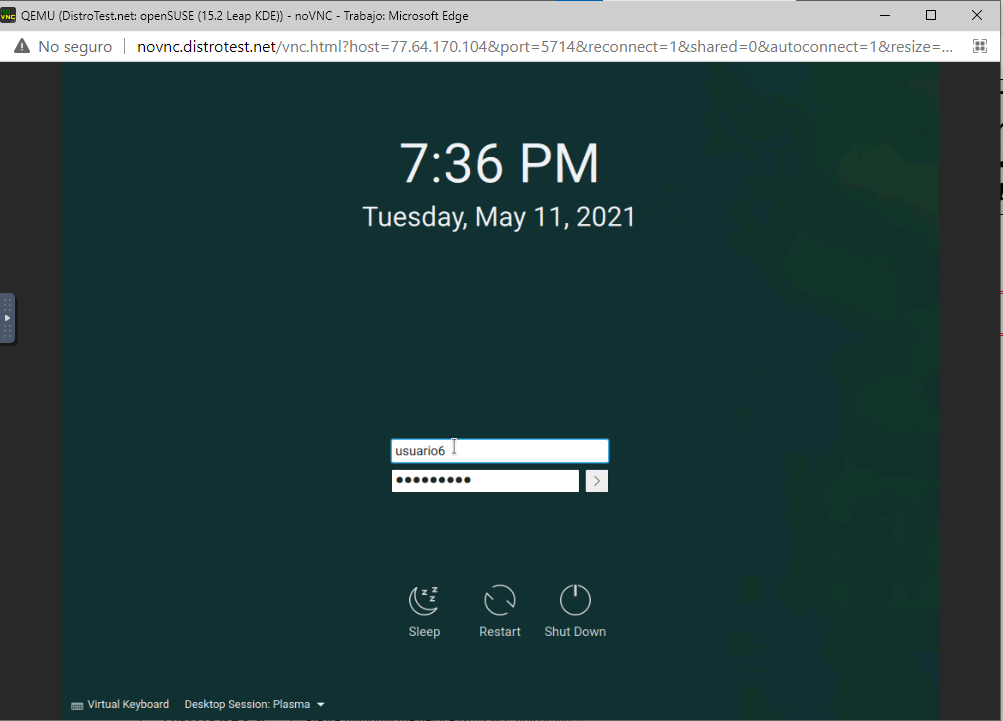 QEMU (DistroTest.net: openSUSE (15.2 Leap KDE)) - noVNC - Trabajo: Microsoft Edge
No seguro | novnc.distrotest.net/vnc.html?host=77.64.170.104&port=5714&reconnect=1&shared=0&autoconnect=1&resize=...
7:36 PM
Tuesday, May 11, 2021
usuario6
•••••••••
Sleep Restart Shut Down
Virtual Keyboard Desktop Session: Plasma